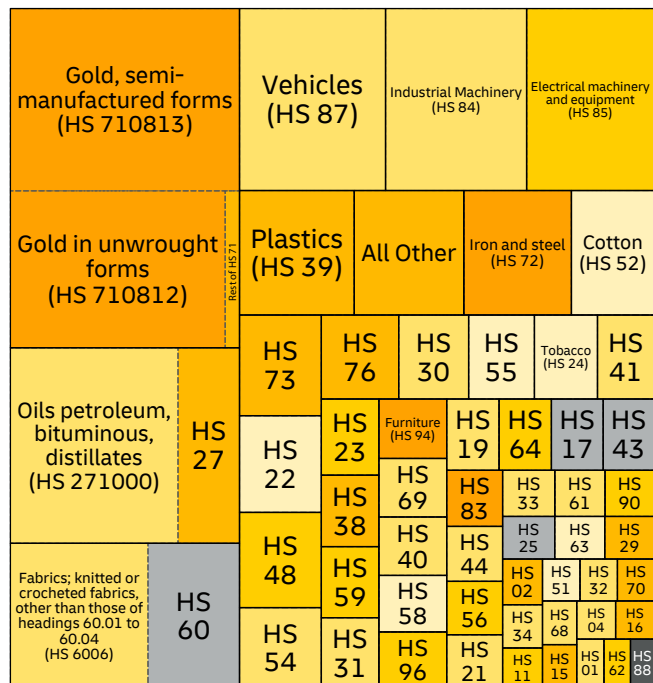 Gold, semi-
manufactured forms
(HS 710813)
Vehicles
(HS 87)
Industrial Machinery
(HS 84)
Electrical machinery
and equipment
(HS 85)
Gold in unwrought
forms
(HS 710812)
Rest of HS 71
Plastics
(HS 39)
All Other
Iron and steel
(HS 72)
Cotton
(HS 52)
HS
73
HS
76
HS
30
HS
55
Tobacco
(HS 24)
HS
41
Oils petroleum,
bituminous,
distillates
(HS 271000)
HS
27
HS
22
HS
23
Furniture
(HS 94)
HS
19
HS
64
HS
17
HS
43
HS
69
HS
83
HS
33
HS
61
HS
90
HS
38
HS
25
HS
63
HS
29
HS
48
HS
40
HS
44
Fabrics; knitted or
crocheted fabrics,
other than those of
headings 60.01 to
60.04
(HS 6006)
HS
60
HS
59
HS
58
HS
56
HS
02
HS
51
HS
32
HS
70
HS
34
HS
68
HS
04
HS
16
HS
54
HS
31
HS
96
HS
21
HS
11
HS
15
HS
01
HS
62
HS
88